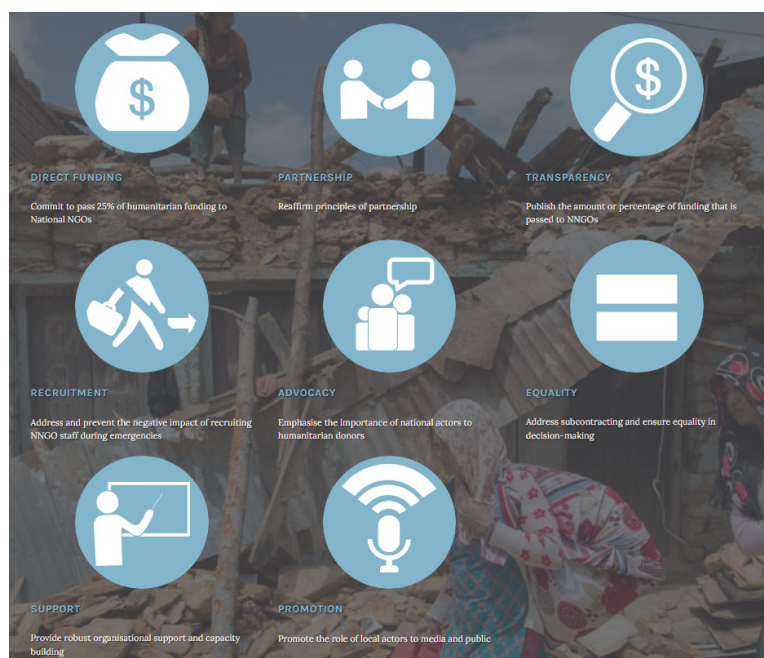 DIRECT FUNDING
Commit to pass 25% of humanitarian funding to
National NGOs
PARTNERSHIP
Reaffirm principles of partnership
TRANSPARENCY
Publish the amount or percentage of funding that is
passed to NNGOs
RECRUITMENT
Address and prevent the negative impact of recruiting
NNGO staff during emergencies
ADVOCACY
Emphasise the importance of national actors to
humanitarian donors
EQUALITY
Address subcontracting and ensure equality in
decision-making
SUPPORT
Provide robust organisational support and capacity
building
PROMOTION
Promote the role of local actors to media and public